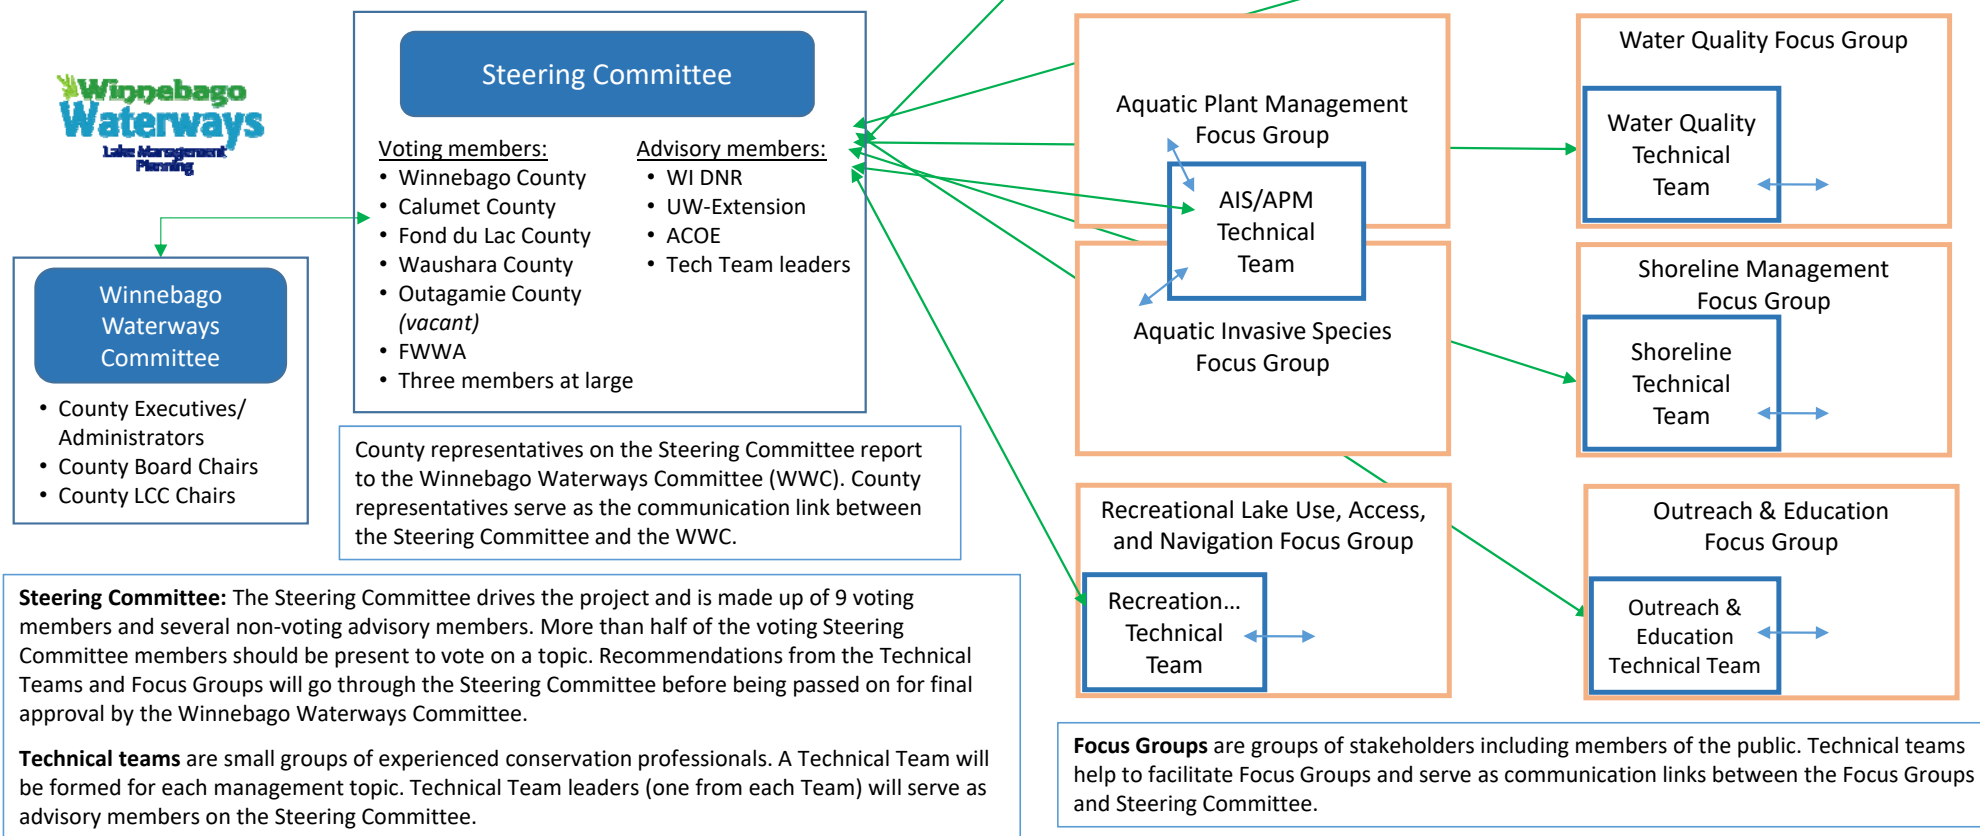 Winnebago
Waterways
Lake Management
Planning
Steering Committee
Voting members:
• Winnebago County
• Calumet County
• Fond du Lac County
• Waushara County
• Outagamie County
(vacant)
• FWWA
• Three members at large
Advisory members:
• WI DNR
• UW-Extension
• ACOE
• Tech Team leaders
Winnebago
Waterways
Committee
• County Executives/
Administrators
• County Board Chairs
• County LCC Chairs
County representatives on the Steering Committee report
to the Winnebago Waterways Committee (WWC). County
representatives serve as the communication link between
the Steering Committee and the WWC.
Steering Committee: The Steering Committee drives the project and is made up of 9 voting
members and several non-voting advisory members. More than half of the voting Steering
Committee members should be present to vote on a topic. Recommendations from the Technical
Teams and Focus Groups will go through the Steering Committee before being passed on for final
approval by the Winnebago Waterways Committee.
Technical teams are small groups of experienced conservation professionals. A Technical Team will
be formed for each management topic. Technical Team leaders (one from each Team) will serve as
advisory members on the Steering Committee.
Aquatic Plant Management
Focus Group
AIS/APM
Technical
Team
Aquatic Invasive Species
Focus Group
Recreational Lake Use, Access,
and Navigation Focus Group
Recreation...
Technical
Team
Water Quality Focus Group
Water Quality
Technical
Team
Shoreline Management
Focus Group
Shoreline
Technical
Team
Outreach & Education
Focus Group
Outreach &
Education
Technical Team
Focus Groups are groups of stakeholders including members of the public. Technical teams
help to facilitate Focus Groups and serve as communication links between the Focus Groups
and Steering Committee.